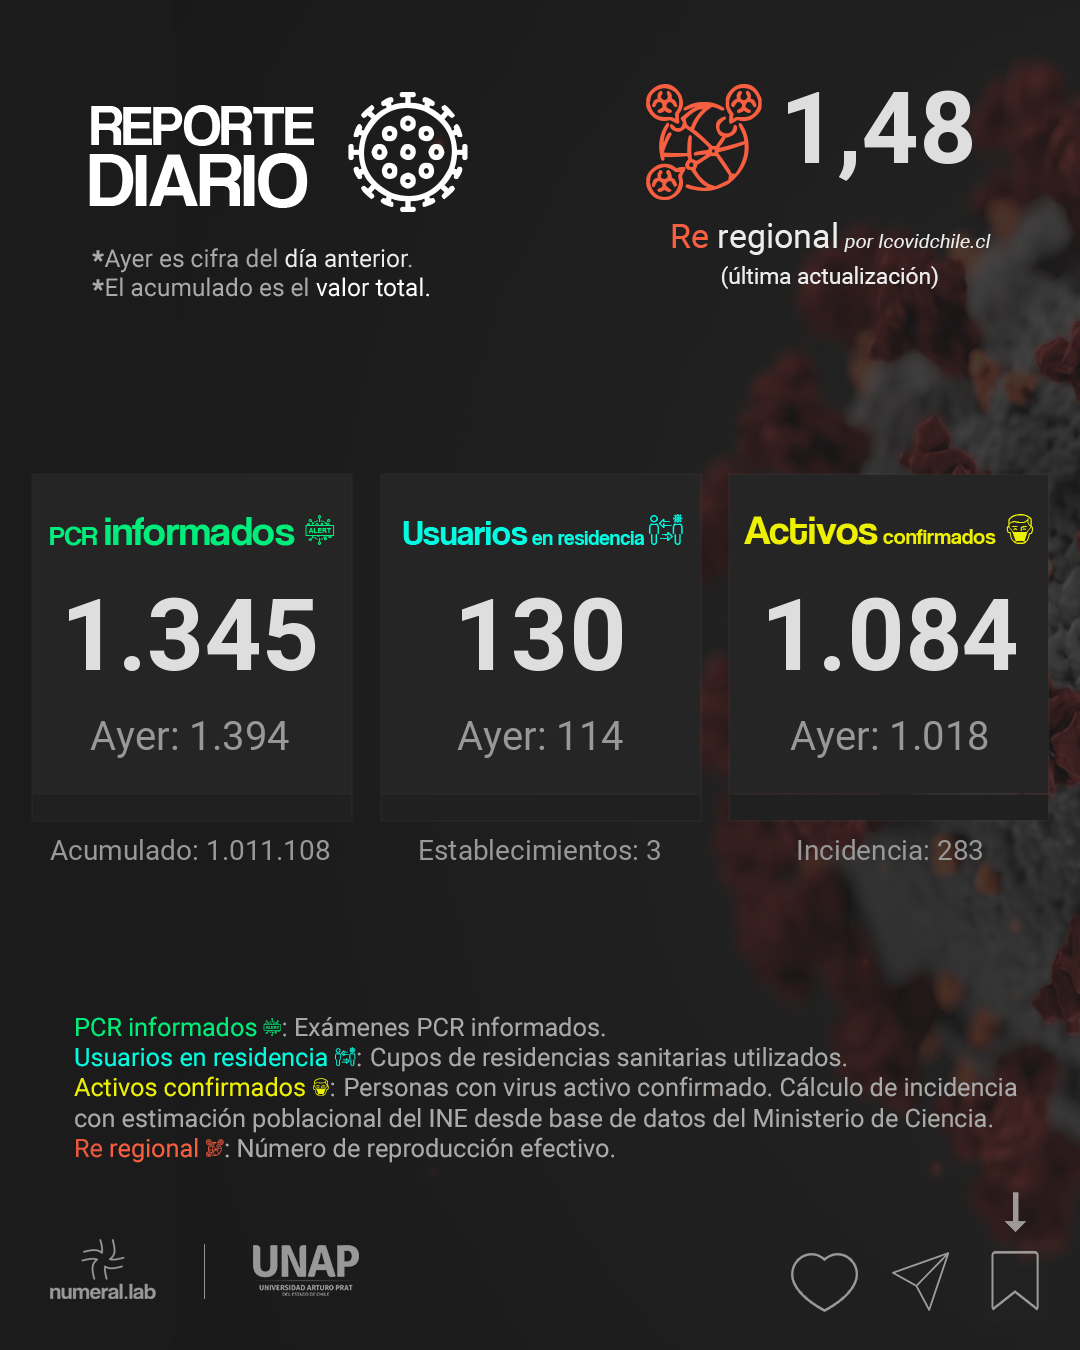 REPORTE
DIARIO
*Ayer es cifra del día anterior.
*El acumulado es el valor total.
1,48
Re regional por Icovidchile.cl
(última actualización)
PCR informados ALERT
1.345
Ayer: 1.394
Acumulado: 1.011.108
Usuarios en residencia
130
Ayer: 114
Establecimientos: 3
Activos confirmados
1.084
Ayer: 1.018
Incidencia: 283
PCR informados ALERT: Exámenes PCR informados.
Usuarios en residencia : Cupos de residencias sanitarias utilizados.
Activos confirmados : Personas con virus activo confirmado. Cálculo de incidencia
con estimación poblacional del INE desde base de datos del Ministerio de Ciencia.
Re regional : Número de reproducción efectivo.
numeral.lab
UNAP
UNIVERSIDAD ARTURO PRAT
DEL ESTADO DE CHILE